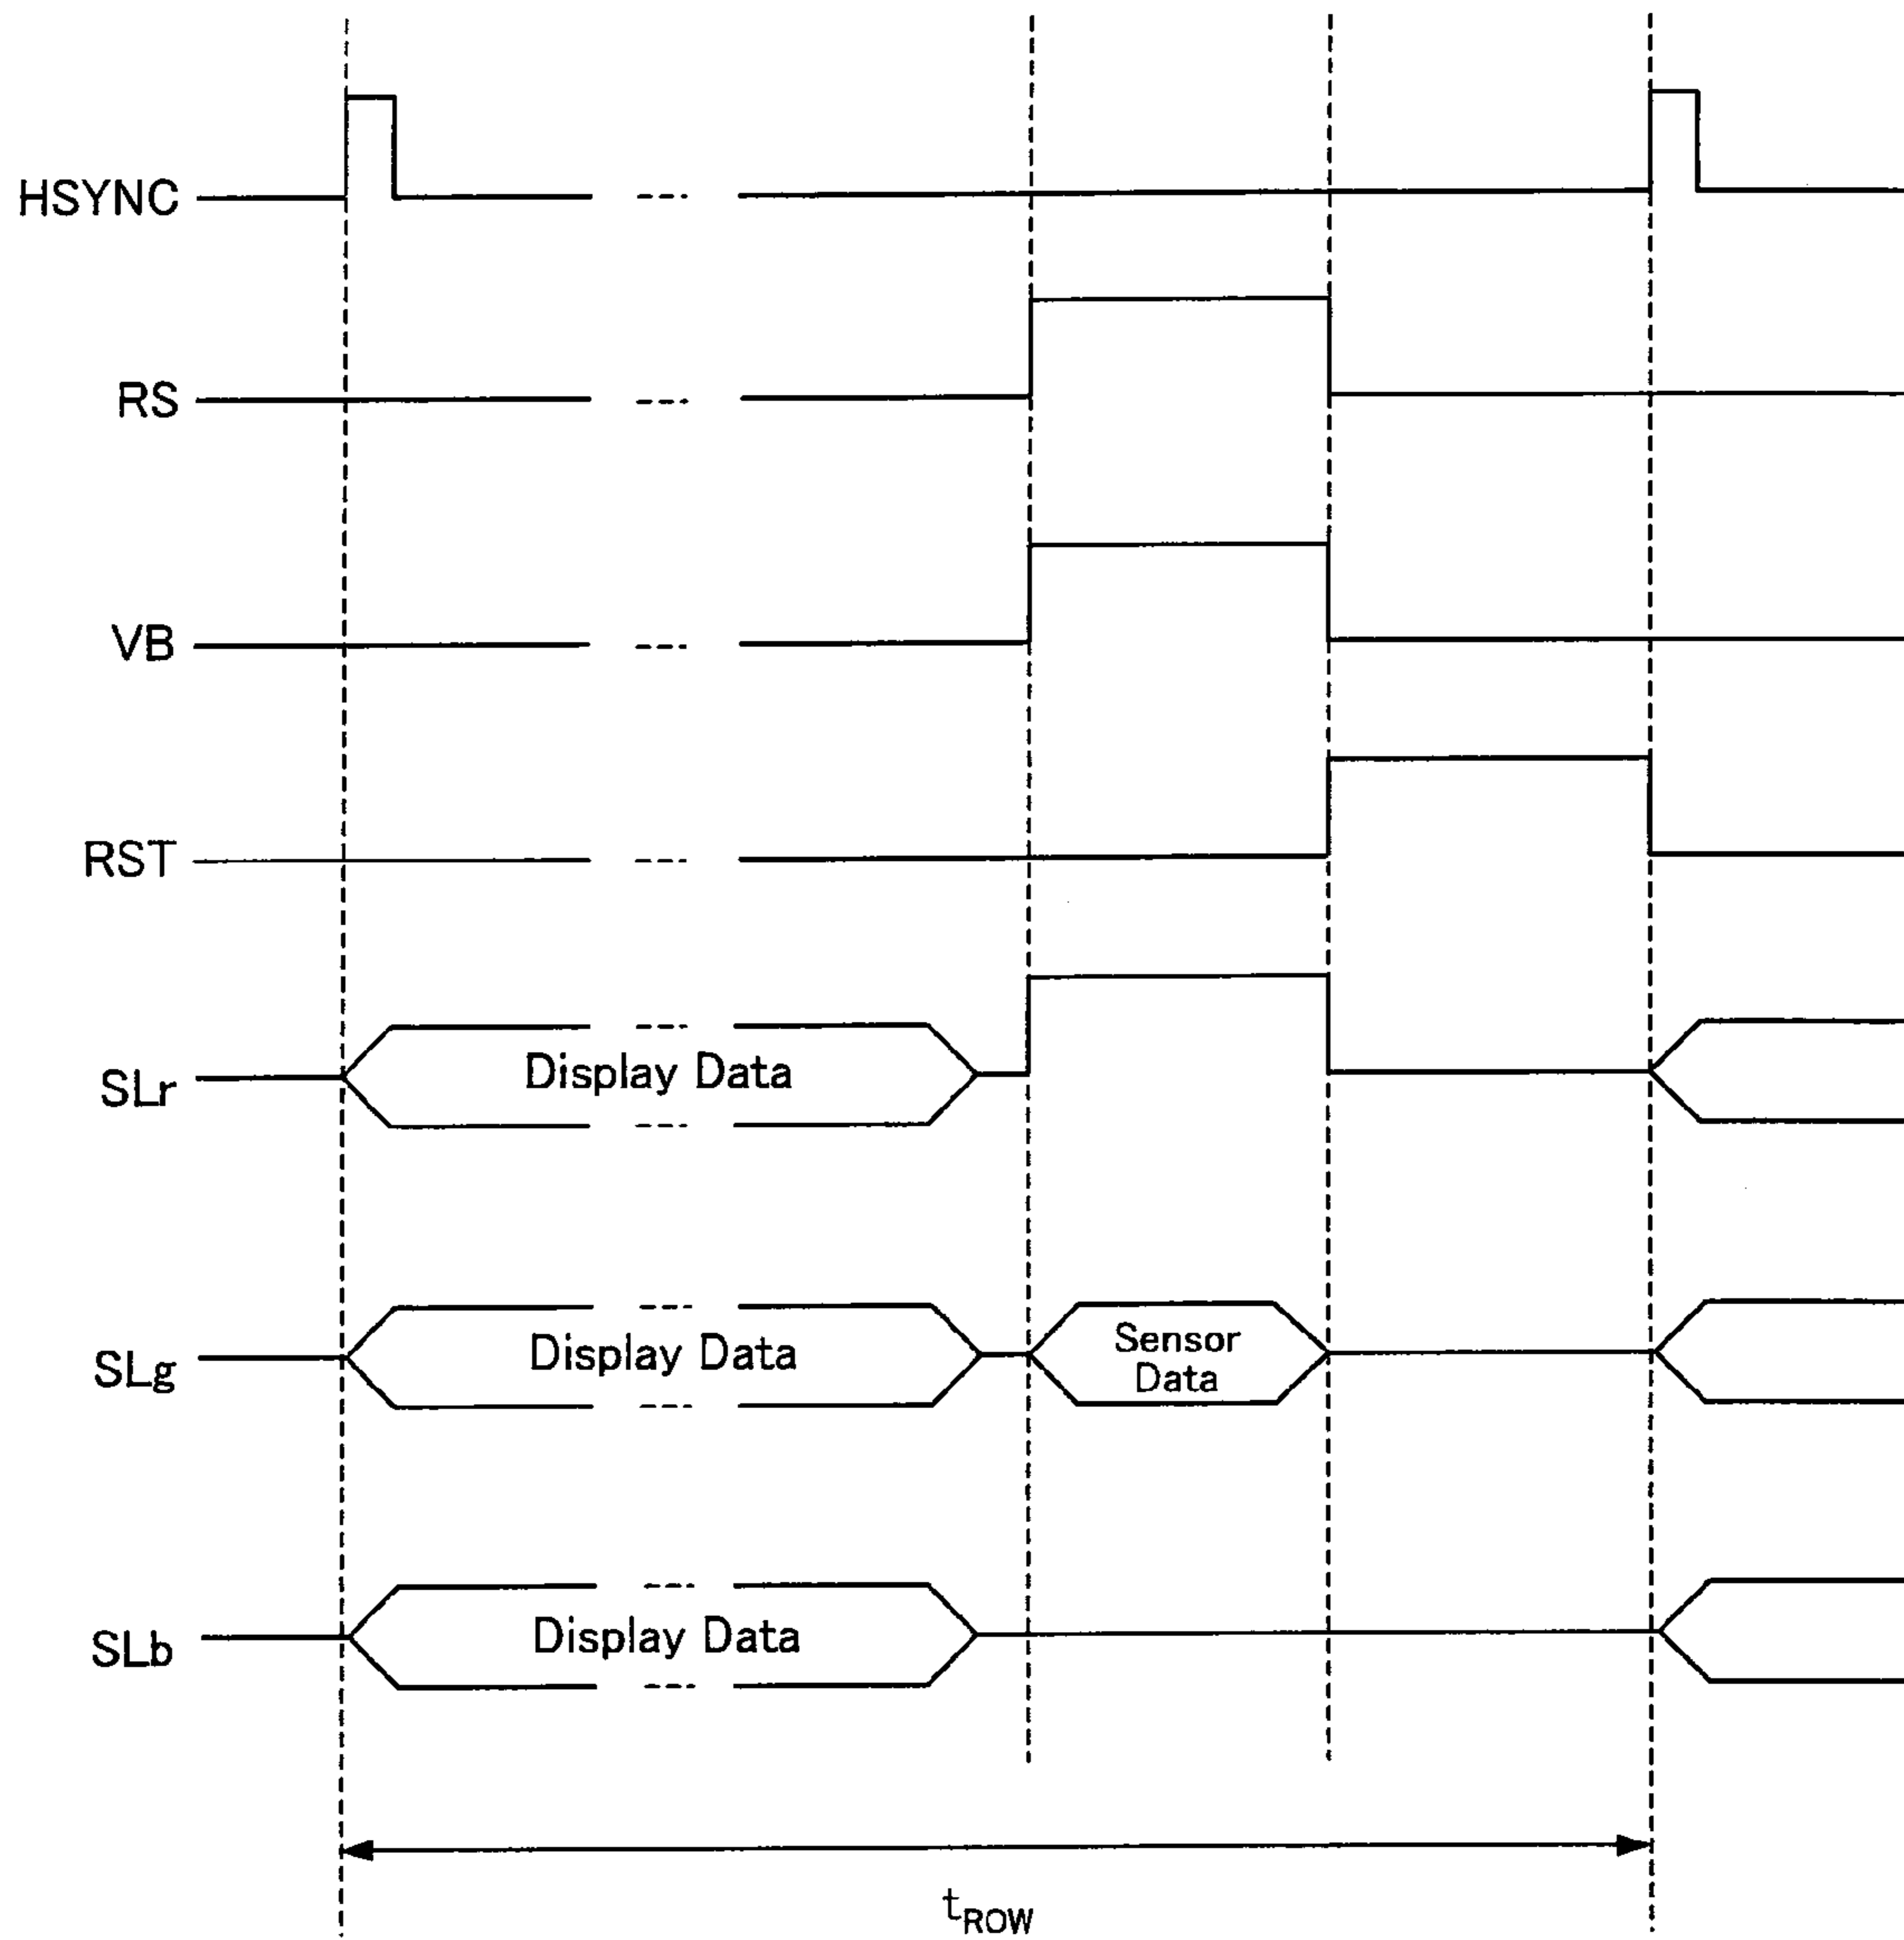 HSYNC
RS
VB
RST
SLr
Display Data
SLg
Display Data
Sensor
Data
SLb
Display Data
tROW